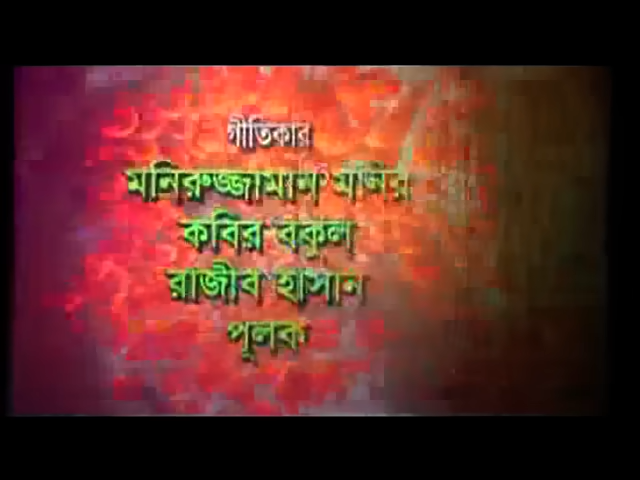 গীতিকার
মনিরুজ্জামান মনির
কবির বকুল
রাজীব হাসান
পুলক